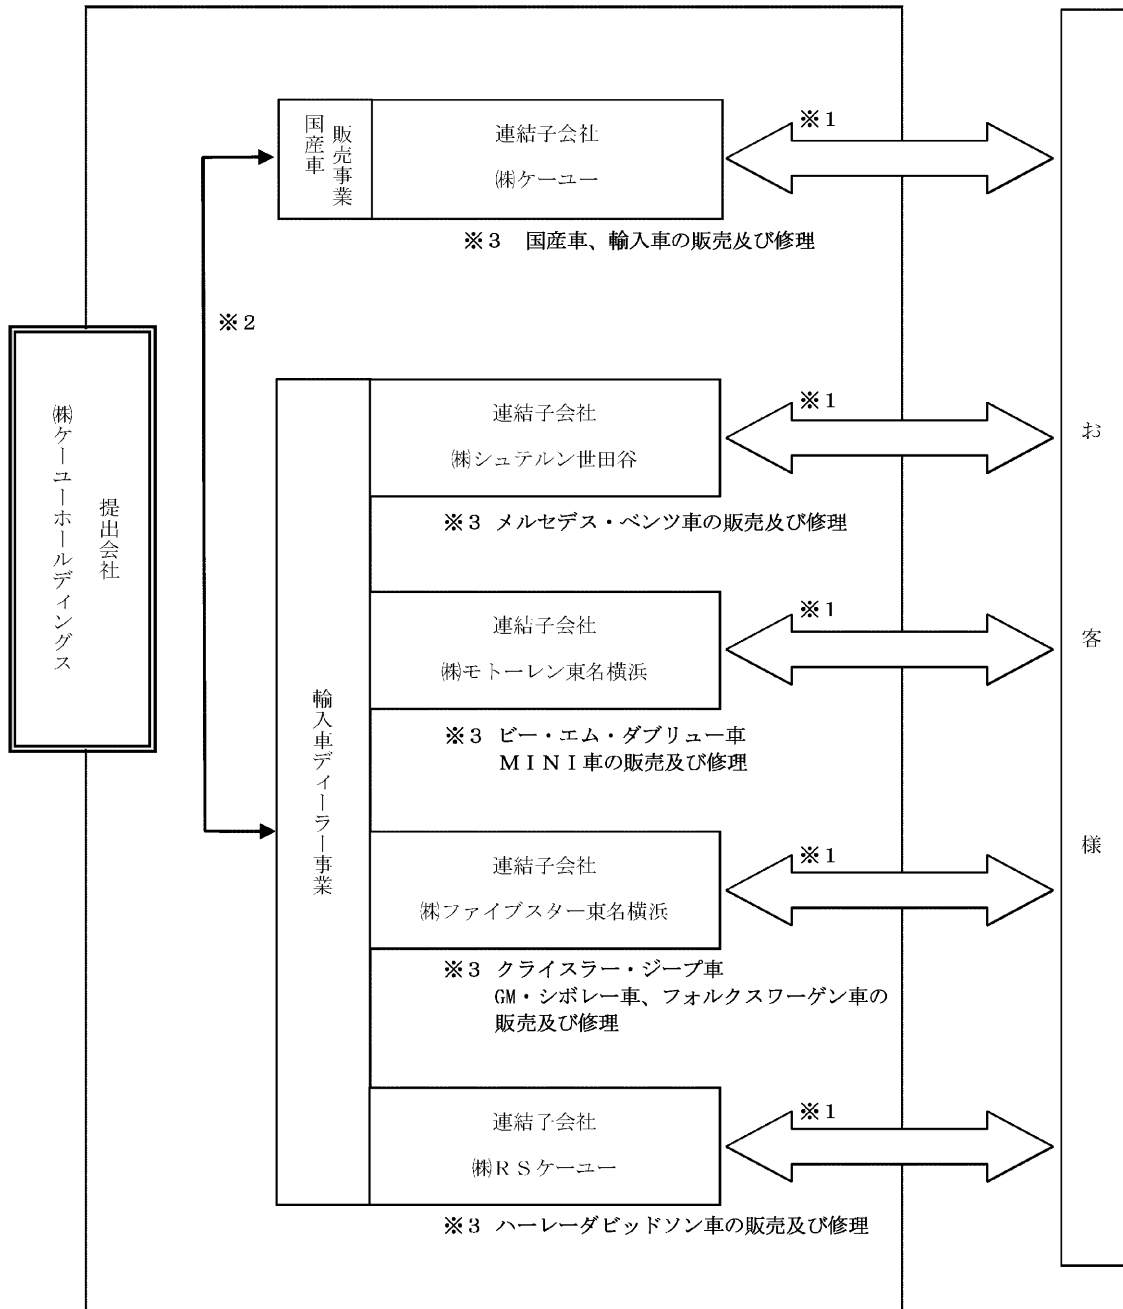 国産車
販売事業
連結子会社
㈱ケーユー
※1
※3 国産車、輸入車の販売及び修理
※2
提出会社
㈱ケーユーホールディングス
輸入車ディーラー事業
連結子会社
㈱シュテルン世田谷
※1
※3 メルセデス・ベンツ車の販売及び修理
連結子会社
㈱モトーレン東名横浜
※1
※3 ビー・エム・ダブリュー車
MINI車の販売及び修理
連結子会社
㈱ファイブスター東名横浜
※1
※3 クライスラー・ジープ車
GM・シボレー車、フォルクスワーゲン車の
販売及び修理
連結子会社
㈱RSケーユー
※1
※3 ハーレーダビッドソン車の販売及び修理
お客様